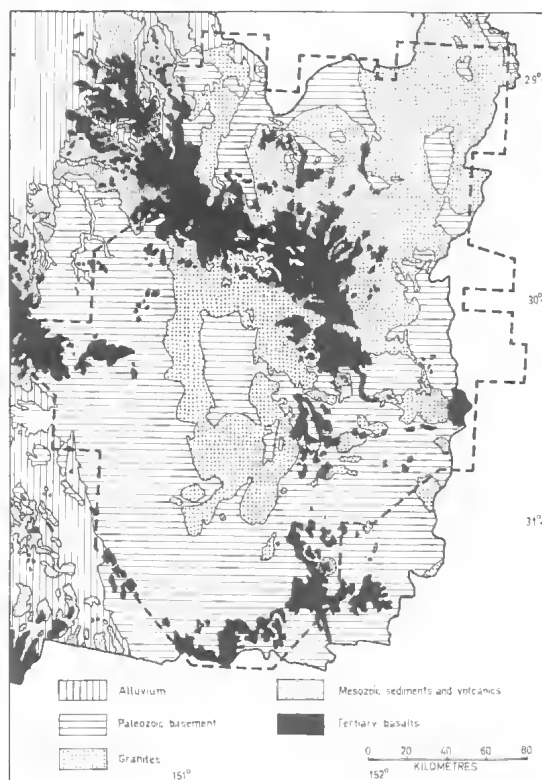 29°
30°
31°
Alluvium
Mesozoic sediments and volcanics
Paleozoic basement
Tertiary basalts
Granites
0 20 40 60 80
KILOMETRES
151°
152°